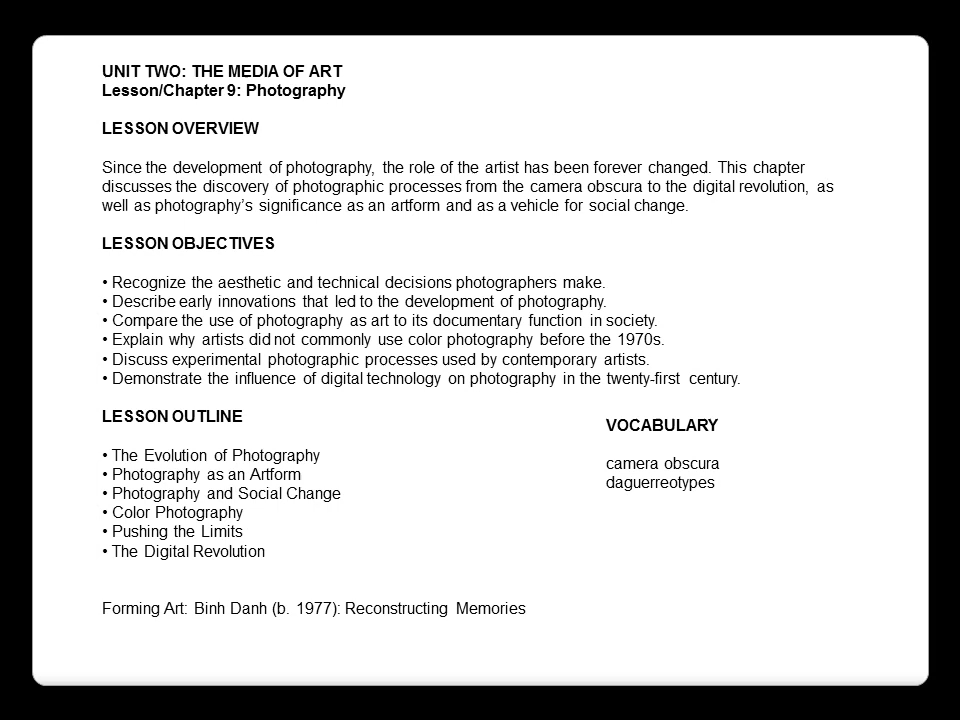 UNIT TWO: THE MEDIA OF ART
Lesson/Chapter 9: Photography
LESSON OVERVIEW
Since the development of photography, the role of the artist has been forever changed. This chapter
discusses the discovery of photographic processes from the camera obscura to the digital revolution, as
well as photography’s significance as an artform and as a vehicle for social change.
LESSON OBJECTIVES
• Recognize the aesthetic and technical decisions photographers make.
• Describe early innovations that led to the development of photography.
• Compare the use of photography as art to its documentary function in society.
• Explain why artists did not commonly use color photography before the 1970s.
• Discuss experimental photographic processes used by contemporary artists.
• Demonstrate the influence of digital technology on photography in the twenty-first century.
LESSON OUTLINE
• The Evolution of Photography
• Photography as an Artform
• Photography and Social Change
• Color Photography
• Pushing the Limits
• The Digital Revolution
VOCABULARY
camera obscura
daguerreotypes
Forming Art: Binh Danh (b. 1977): Reconstructing Memories